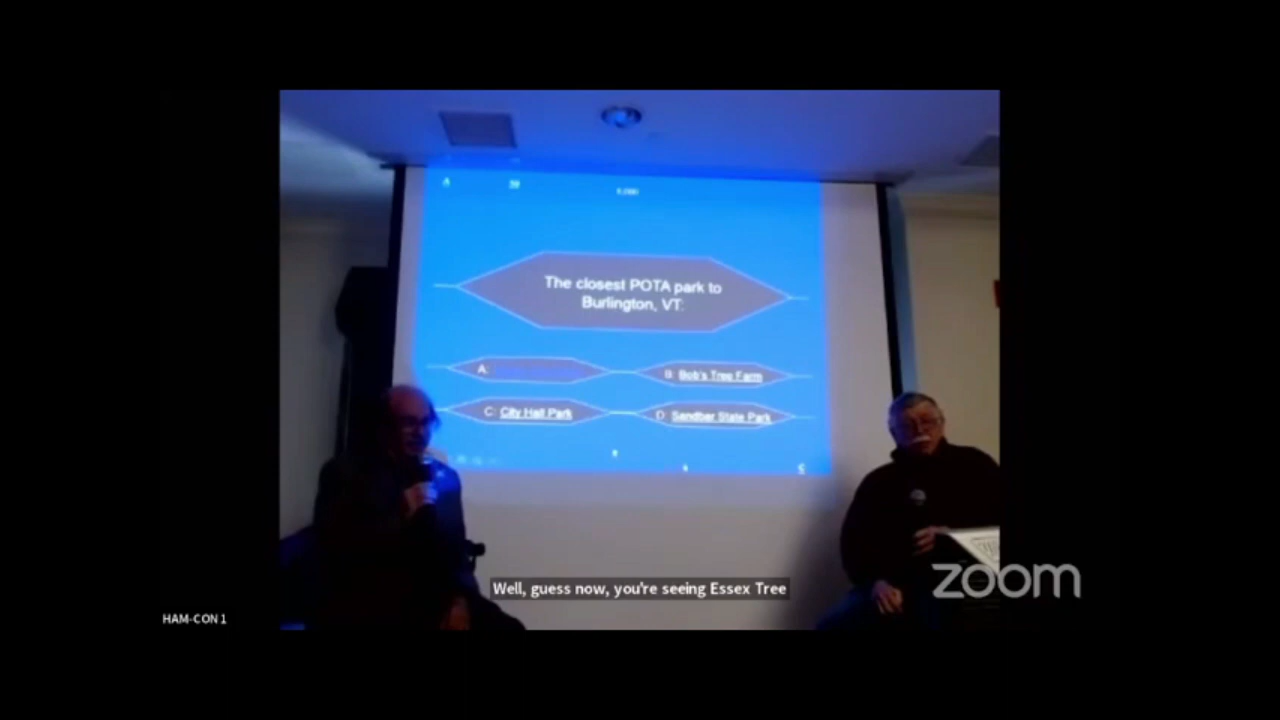 The closest POTA park to
Burlington, VT:
A:
B: Bob's Tree Farm
C: City Hall Park
D: Sandbar State Park
Well, guess now, you're seeing Essex Tree
zoom
HAM-CON 1